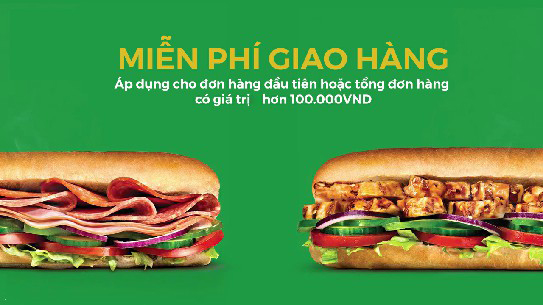 MIỄN PHÍ GIAO HÀNG
Áp dụng cho đơn hàng đầu tiên hoặc tổng đơn hàng
có giá trị hơn 100.000VND